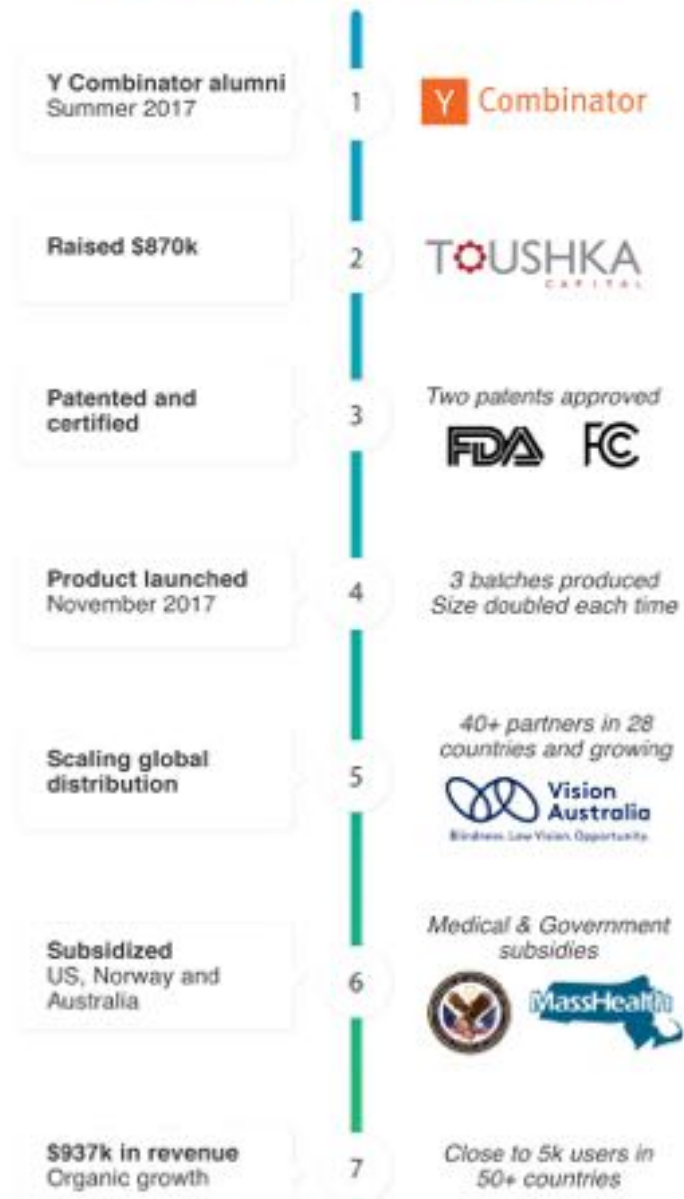 Y Combinator alumni
Summer 2017
1
Y Combinator
Raised $870k
2
TOUSHKA
CAPITAL
Patented and
certified
3
Two patents approved
FDA FC
Product launched
November 2017
4
3 batches produced
Size doubled each time
Scaling global
distribution
5
40+ partners in 28
countries and growing
Vision
Australia
Blindness. Low Vision. Opportunity.
Subsidized
US, Norway and
Australia
6
Medical & Government
subsidies
MassHealth
$937k in revenue
Organic growth
7
Close to 5k users in
50+ countries